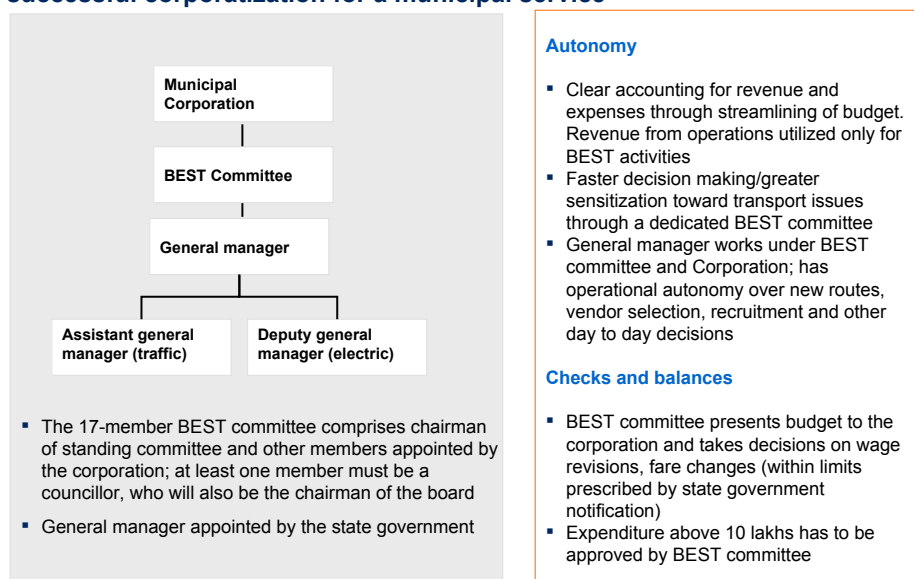 successful corporatization for a municipal service
Municipal
Corporation
BEST Committee
General manager
Assistant general
manager (traffic)
Deputy general
manager (electric)
▪ The 17-member BEST committee comprises chairman
of standing committee and other members appointed by
the corporation; at least one member must be a
councillor, who will also be the chairman of the board
▪ General manager appointed by the state government
Autonomy
▪ Clear accounting for revenue and
expenses through streamlining of budget.
Revenue from operations utilized only for
BEST activities
▪ Faster decision making/greater
sensitization toward transport issues
through a dedicated BEST committee
▪ General manager works under BEST
committee and Corporation; has
operational autonomy over new routes,
vendor selection, recruitment and other
day to day decisions
Checks and balances
▪ BEST committee presents budget to the
corporation and takes decisions on wage
revisions, fare changes (within limits
prescribed by state government
notification)
▪ Expenditure above 10 lakhs has to be
approved by BEST committee